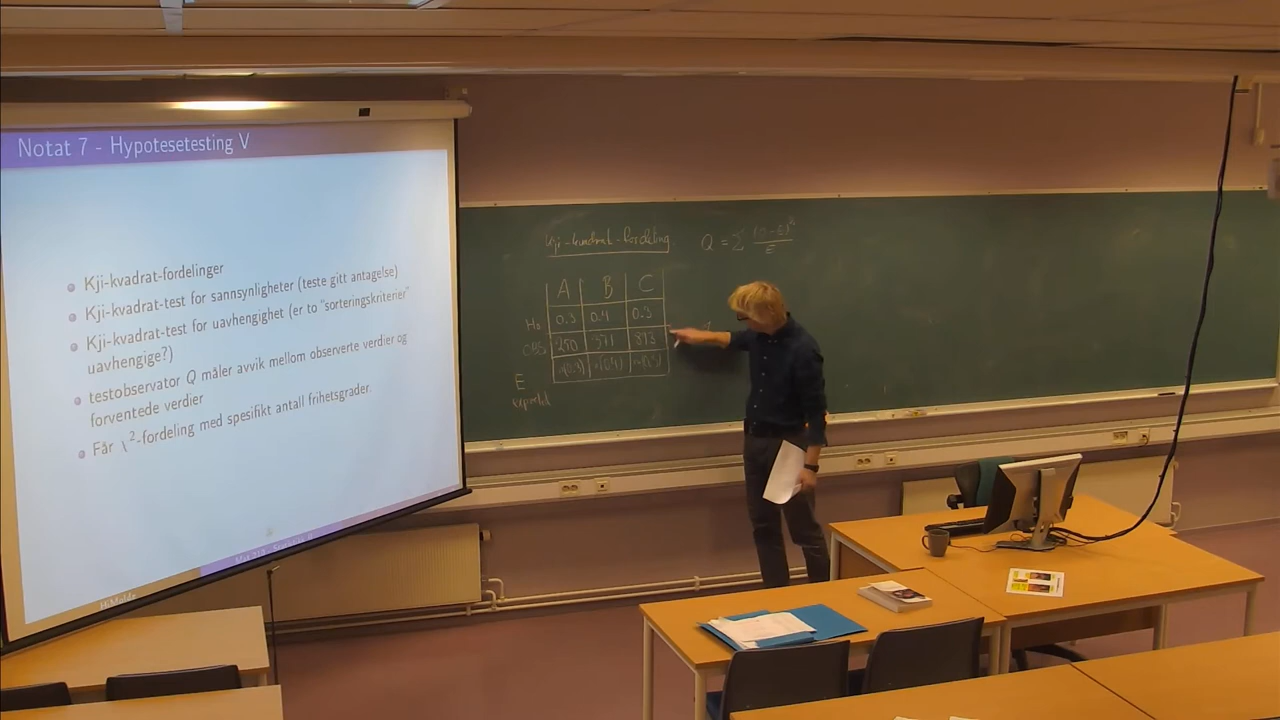 Notat 7 - Hypotesetesting V
Kji-kvadrat-fordelinger
Kji-kvadrat-test for sannsynligheter (teste gitt antagelse)
Kji-kvadrat-test for uavhengighet (er to "sorteringskriterier"
uavhengige?)
testobservator Q måler avvik mellom observerte verdier og
forventede verdier
Får χ²-fordeling med spesifikt antall frihetsgrader.
Kji-kvadrat-fordeling
Q = Σ (O-E)² / E
A B C
H₀ 0.3 0.4 0.3
OBS
E